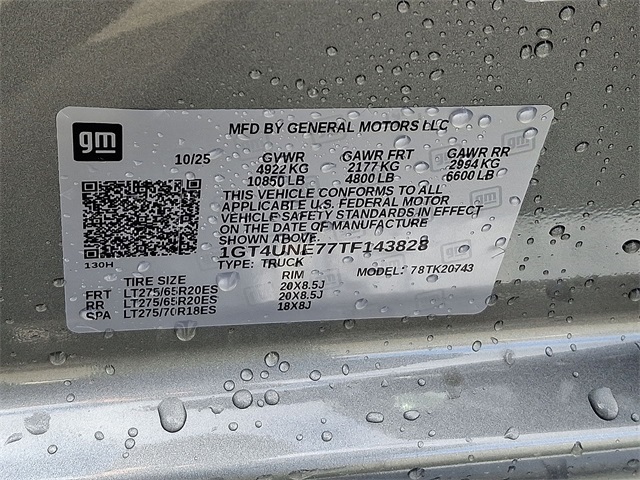 gm
MFD BY GENERAL MOTORS LLC
10/25 GVWR GAWR FRT GAWR RR
4922 KG 2177 KG 2994 KG
10850 LB 4800 LB 6600 LB
THIS VEHICLE CONFORMS TO ALL
APPLICABLE U.S. FEDERAL MOTOR
VEHICLE SAFETY STANDARDS IN EFFECT
ON THE DATE OF MANUFACTURE
SHOWN ABOVE.
1GT4UNE77TF143828
130H
TYPE: TRUCK MODEL: 78TK20743
TIRE SIZE RIM
FRT LT275/65R20ES 20X8.5J
RR LT275/65R20ES 20X8.5J
SPA LT275/70R18ES 18X8J